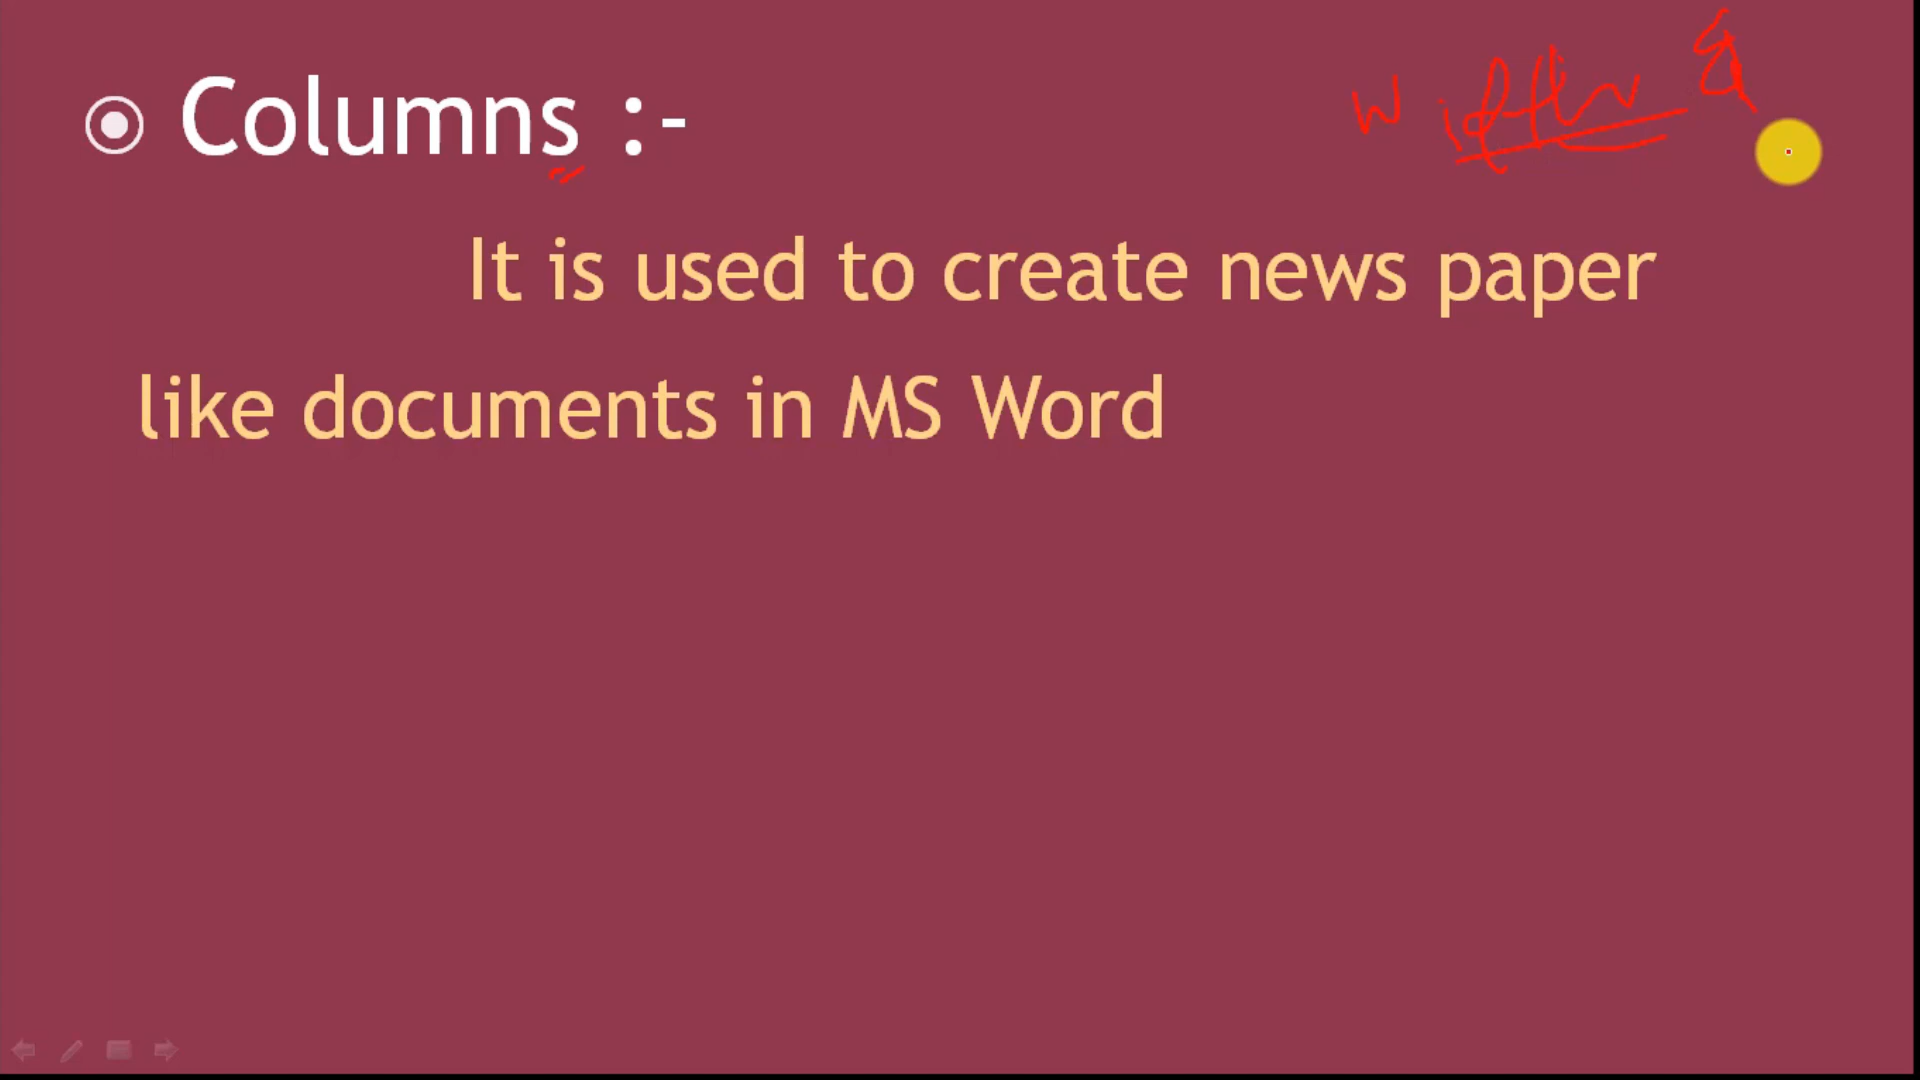 Columns :-
It is used to create news paper
like documents in MS Word